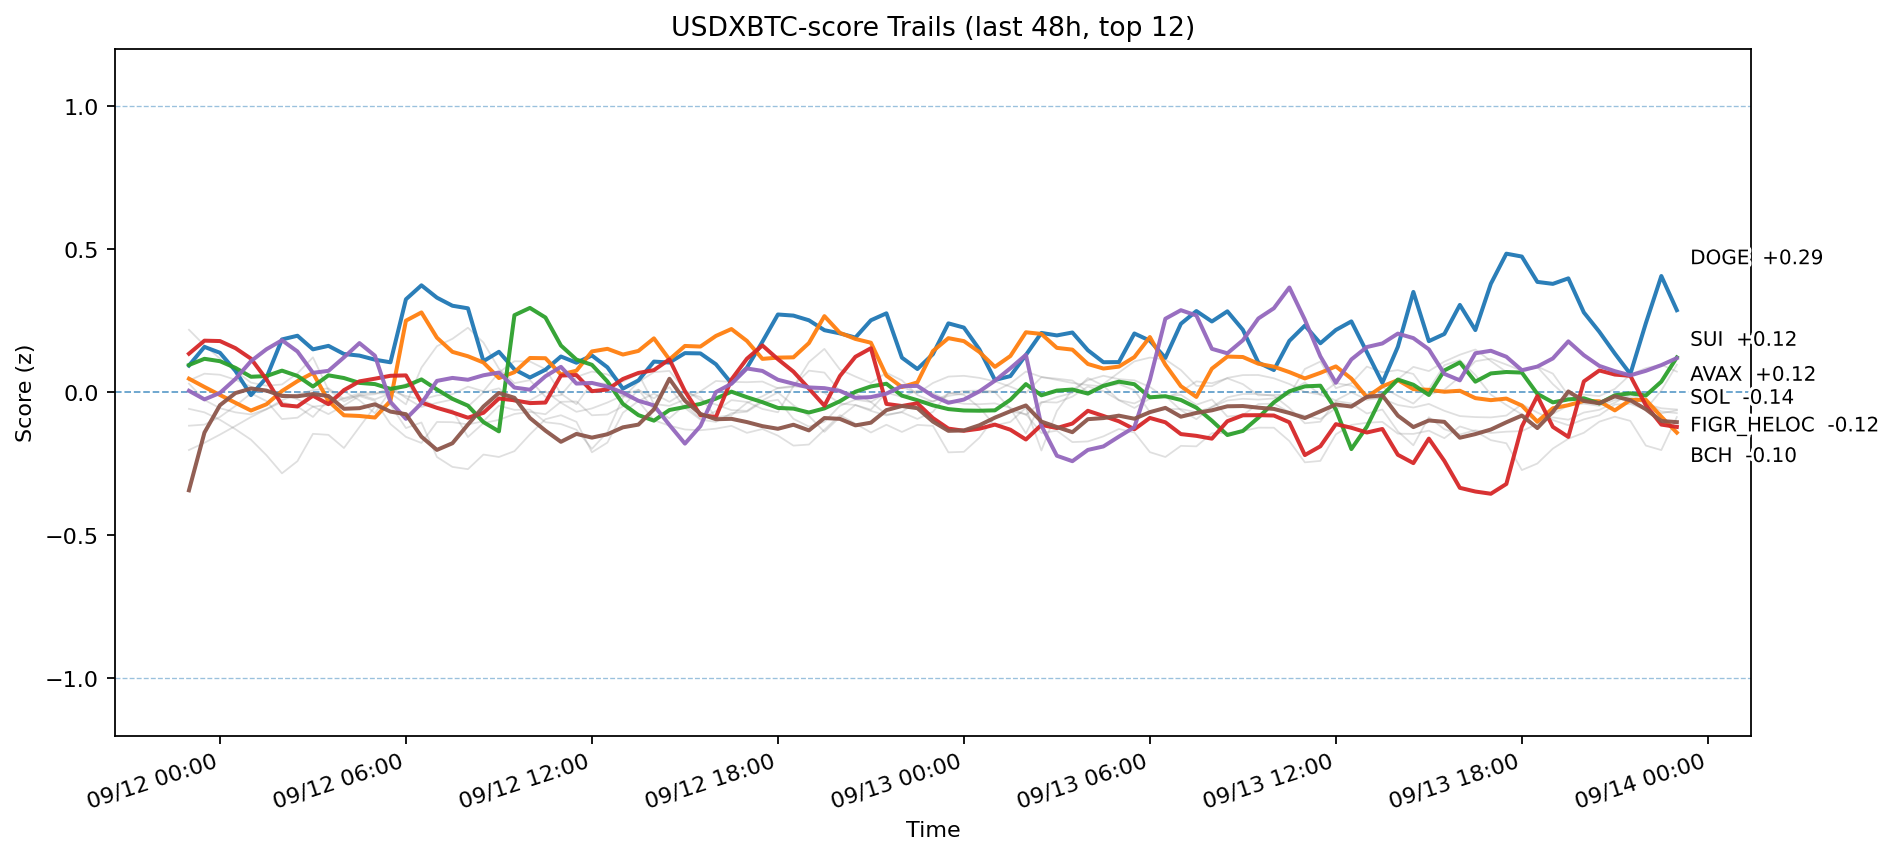 USDXBTC-score Trails (last 48h, top 12)
Score (z)
1.0
0.5
0.0
−0.5
−1.0
DOGE +0.29
SUI +0.12
AVAX +0.12
SOL -0.14
FIGR_HELOC -0.12
BCH -0.10
09/12 00:00
09/12 06:00
09/12 12:00
09/12 18:00
09/13 00:00
09/13 06:00
09/13 12:00
09/13 18:00
09/14 00:00
Time